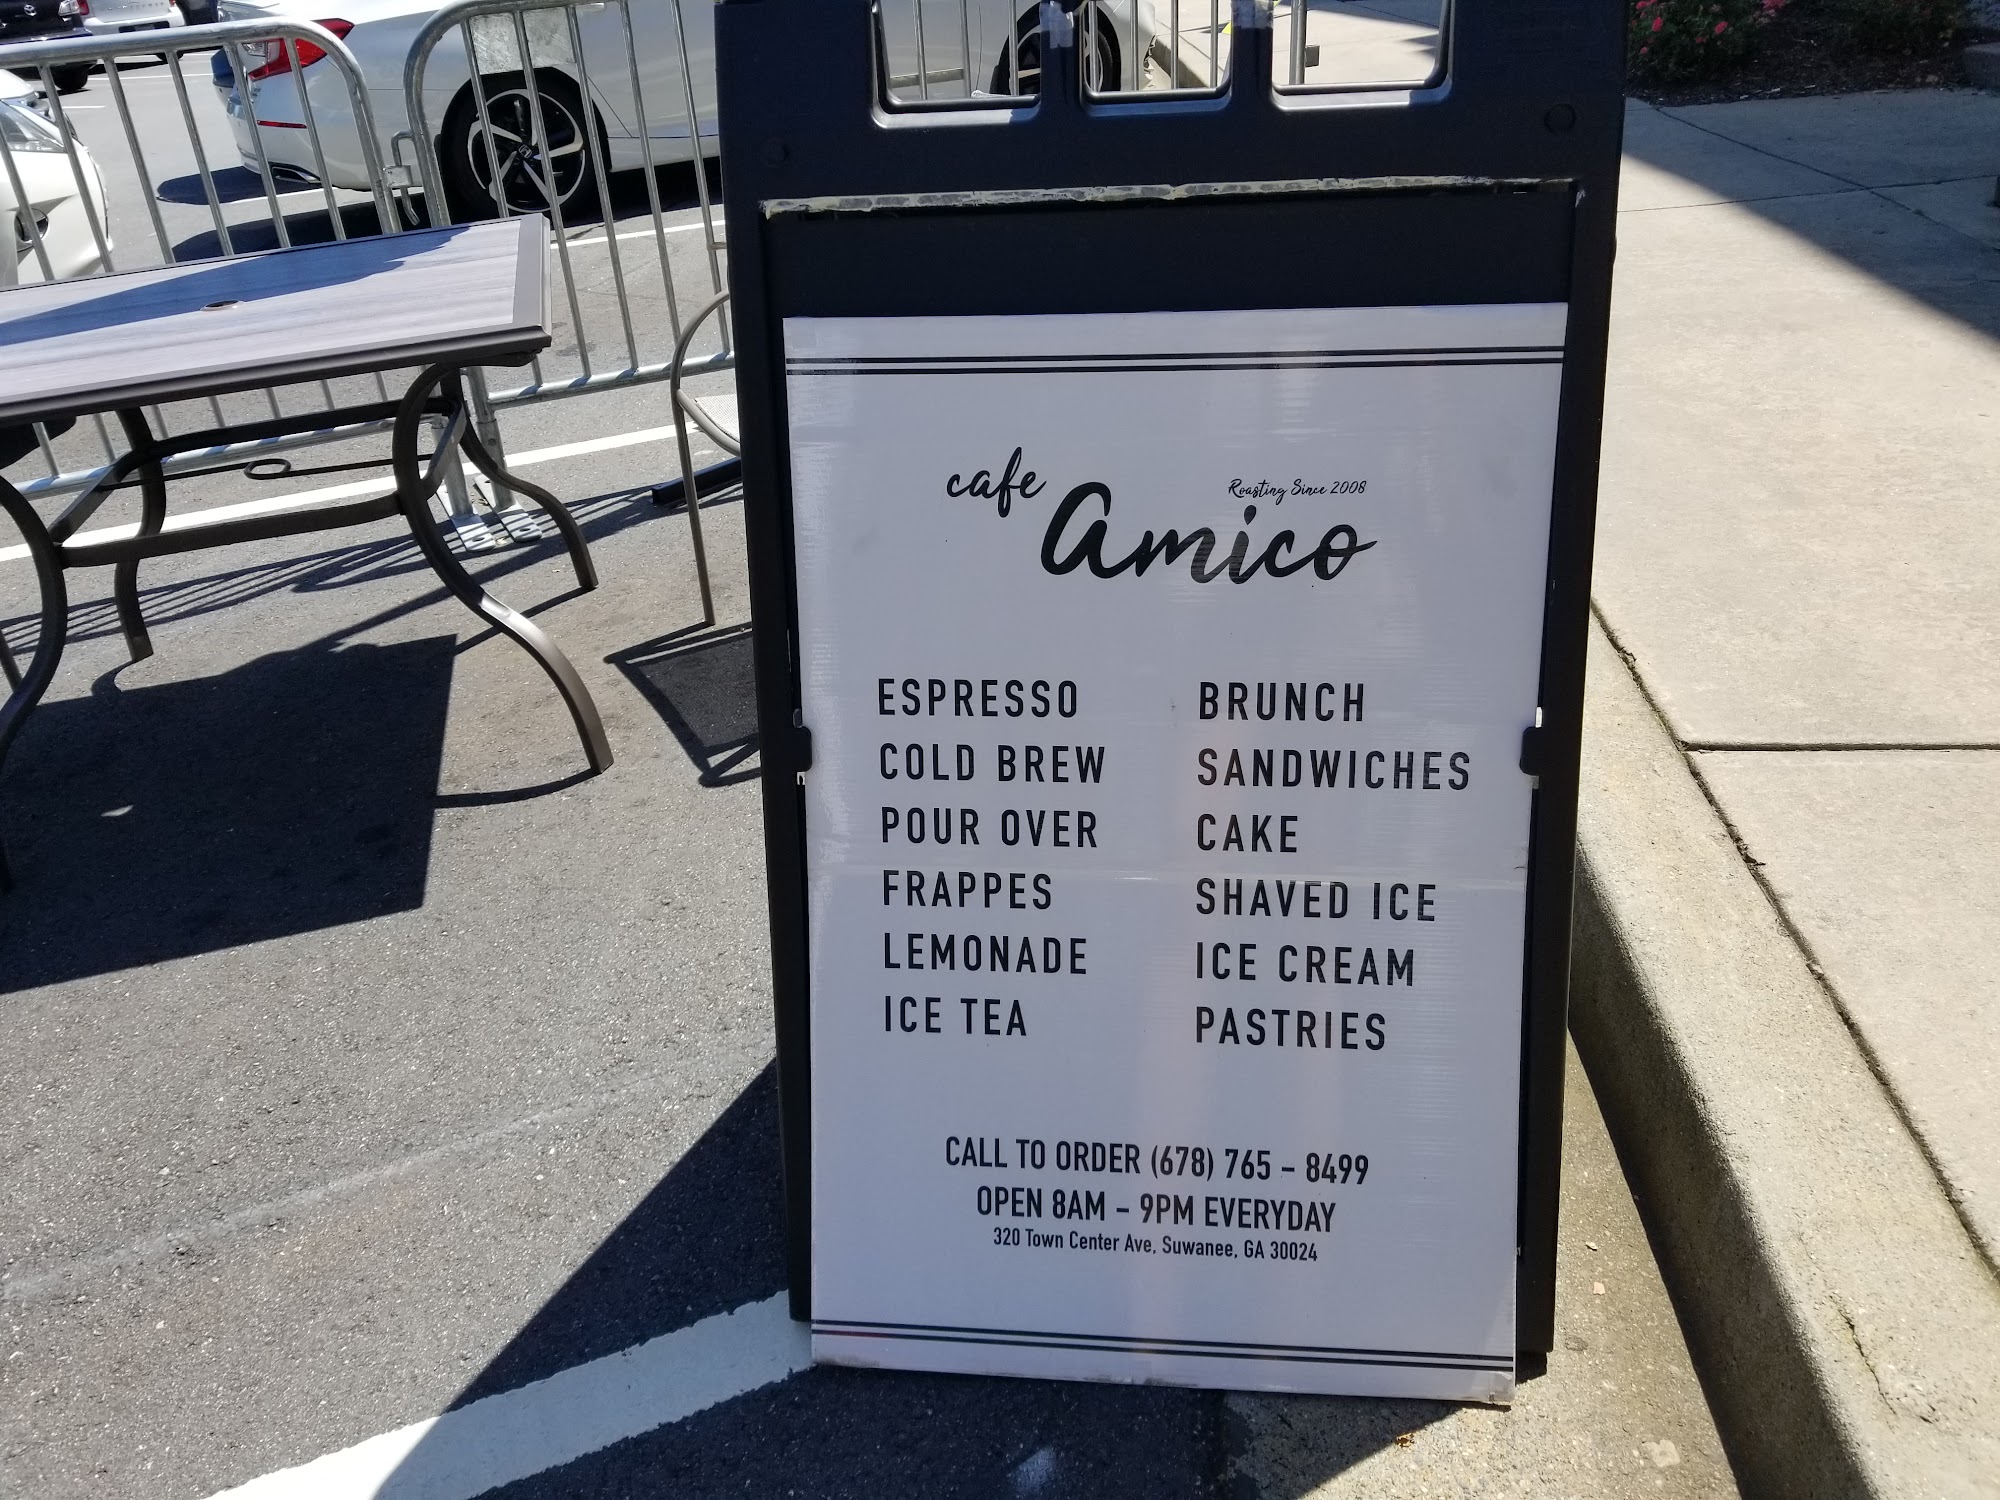 cafe
Roasting Since 2008
amico
ESPRESSO
COLD BREW
POUR OVER
FRAPPES
LEMONADE
ICE TEA
BRUNCH
SANDWICHES
CAKE
SHAVED ICE
ICE CREAM
PASTRIES
CALL TO ORDER (678) 765 - 8499
OPEN 8AM - 9PM EVERYDAY
320 Town Center Ave, Suwanee, GA 30024